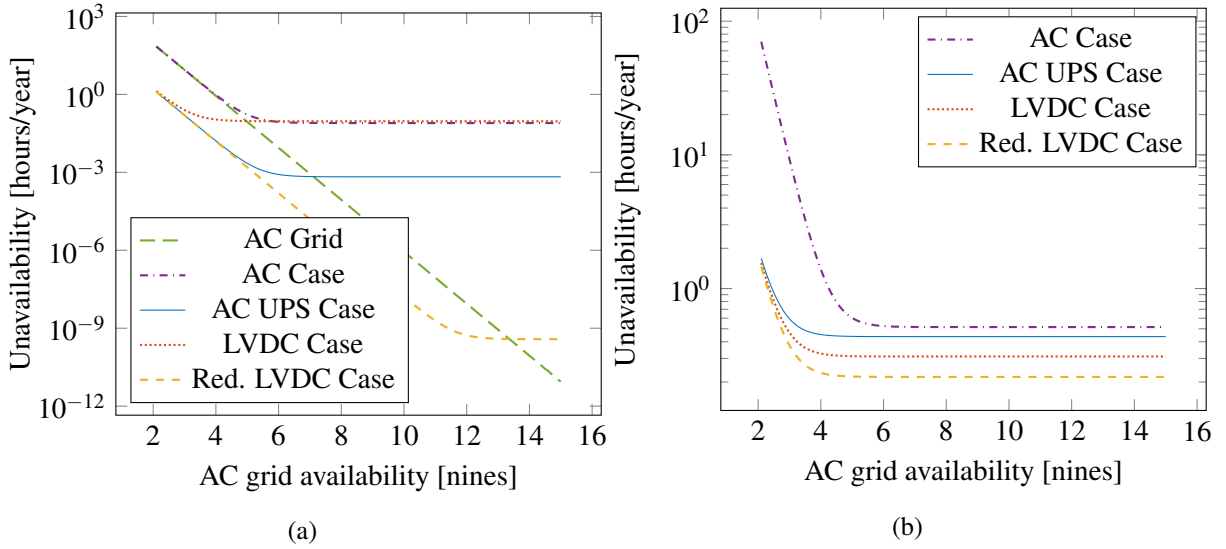 Unavailability [hours/year]
10^3
10^0
10^−3
10^−6
10^−9
10^−12
AC Grid
AC Case
AC UPS Case
LVDC Case
Red. LVDC Case
2 4 6 8 10 12 14 16
AC grid availability [nines]
(a)
Unavailability [hours/year]
10^2
10^1
10^0
AC Case
AC UPS Case
LVDC Case
Red. LVDC Case
2 4 6 8 10 12 14 16
AC grid availability [nines]
(b)